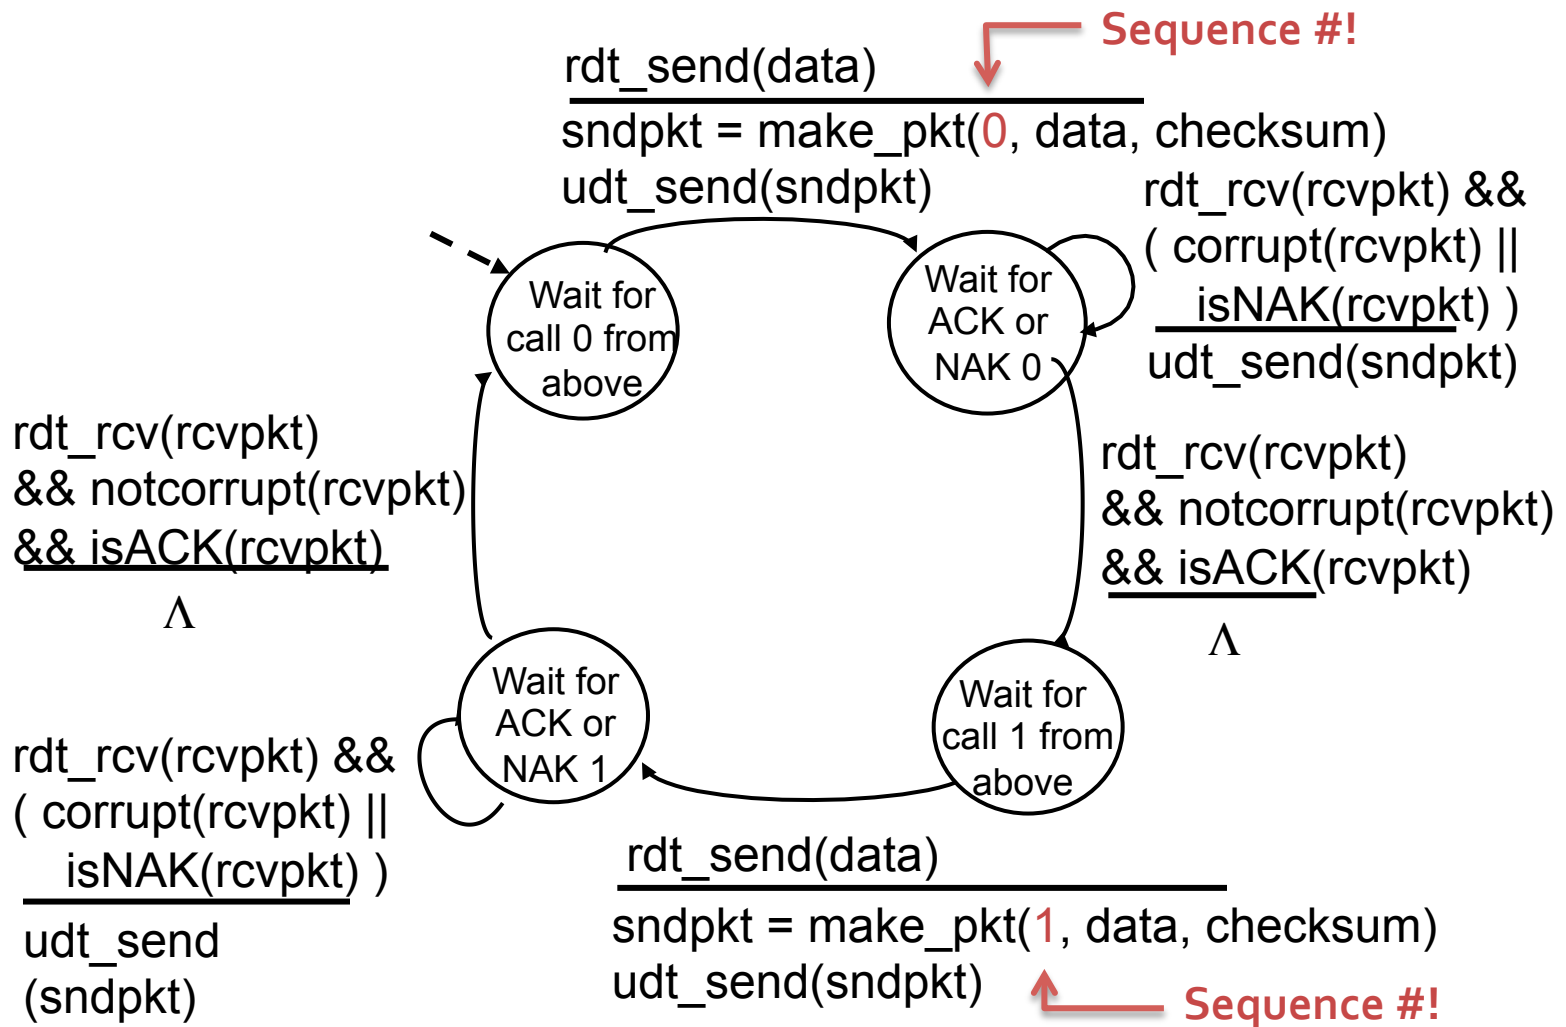 Sequence #!
rdt_send(data)
sndpkt = make_pkt(0, data, checksum)
udt_send(sndpkt)
rdt_rcv(rcvpkt) &&
( corrupt(rcvpkt) ||
isNAK(rcvpkt) )
udt_send(sndpkt)
Wait for
call 0 from
above
Wait for
ACK or
NAK 0
rdt_rcv(rcvpkt)
&& notcorrupt(rcvpkt)
&& isACK(rcvpkt)
Λ
rdt_rcv(rcvpkt)
&& notcorrupt(rcvpkt)
&& isACK(rcvpkt)
Λ
Wait for
ACK or
NAK 1
Wait for
call 1 from
above
rdt_rcv(rcvpkt) &&
( corrupt(rcvpkt) ||
isNAK(rcvpkt) )
udt_send
(sndpkt)
rdt_send(data)
sndpkt = make_pkt(1, data, checksum)
udt_send(sndpkt)
Sequence #!